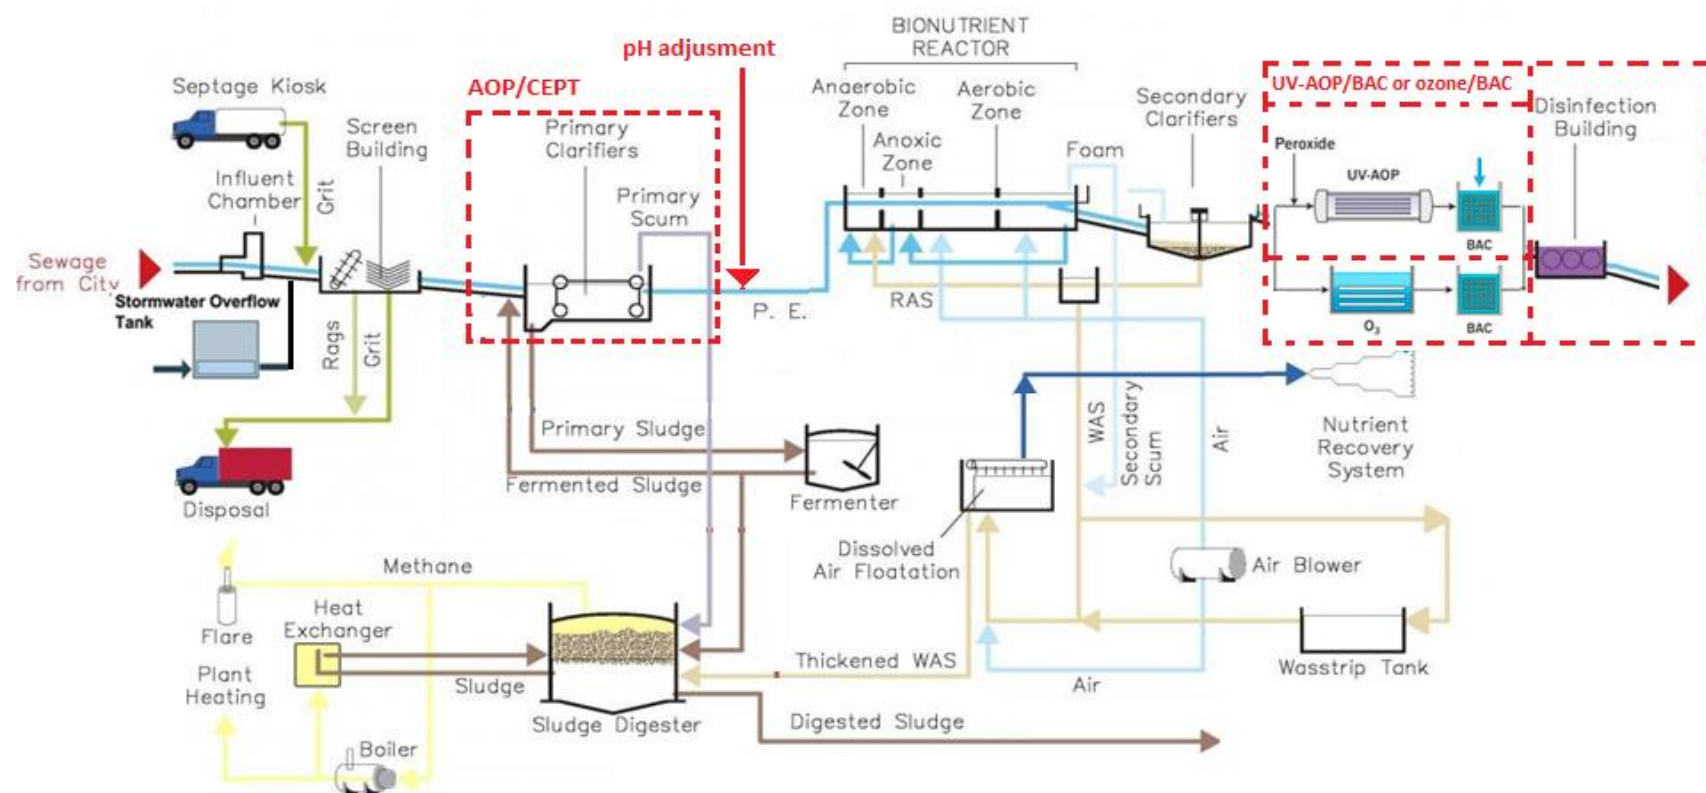 BIONUTRIENT
REACTOR
pH adjusment
AOP/CEPT
UV-AOP/BAC or ozone/BAC
Septage Kiosk
Screen
Building
Influent
Chamber
Grit
Primary
Clarifiers
Primary
Scum
Anaerobic
Zone
Anoxic
Zone
Aerobic
Zone
Foam
Secondary
Clarifiers
Peroxide
UV-AOP
BAC
Disinfection
Building
Sewage
from City
Stormwater Overflow
Tank
Rags
Grit
P. E.
RAS
O₃
BAC
Disposal
Primary Sludge
Fermented Sludge
Fermenter
WAS
Secondary
Scum
Air
Nutrient
Recovery
System
Dissolved
Air Floatation
Air Blower
Methane
Flare
Heat
Exchanger
Plant
Heating
Sludge
Boiler
Sludge Digester
Thickened WAS
Air
Wasstrip Tank
Digested Sludge